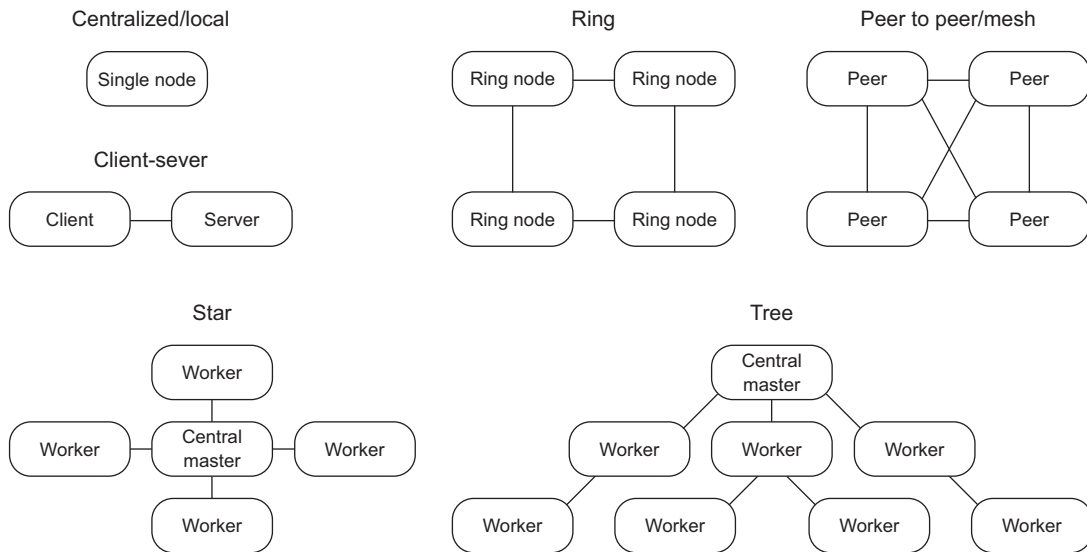 Centralized/local
Single node
Client-sever
Client
Server
Ring
Ring node
Ring node
Ring node
Ring node
Peer to peer/mesh
Peer
Peer
Peer
Peer
Star
Worker
Worker
Central
master
Worker
Worker
Tree
Central
master
Worker
Worker
Worker
Worker
Worker
Worker
Worker